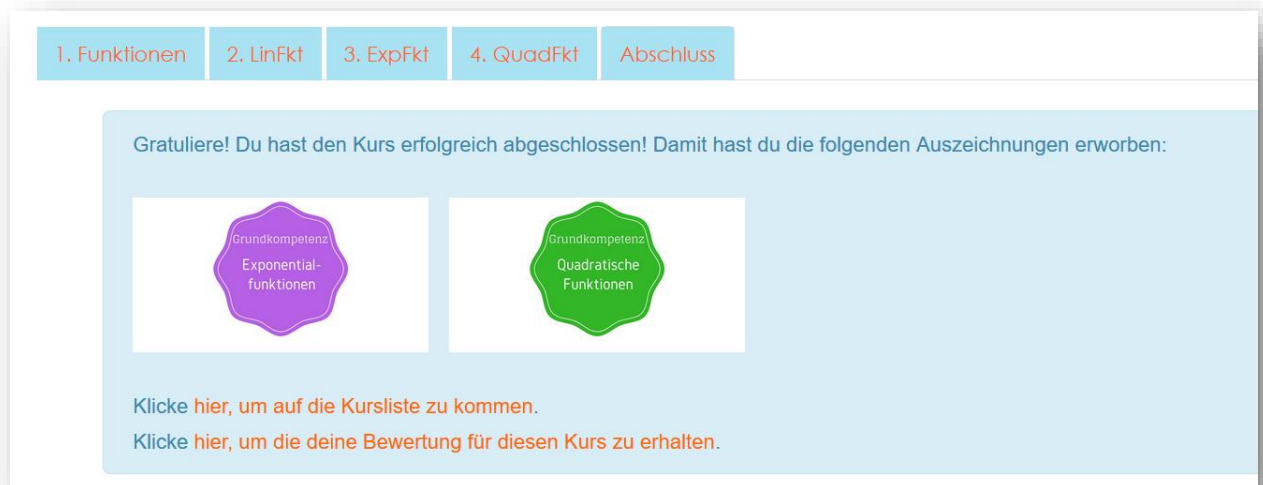 1. Funktionen 2. LinFkt 3. ExpFkt 4. QuadFkt Abschluss
Gratuliere! Du hast den Kurs erfolgreich abgeschlossen! Damit hast du die folgenden Auszeichnungen erworben:
Grundkompetenz
Exponential-
funktionen
Grundkompetenz
Quadratische
Funktionen
Klicke hier, um auf die Kursliste zu kommen.
Klicke hier, um die deine Bewertung für diesen Kurs zu erhalten.